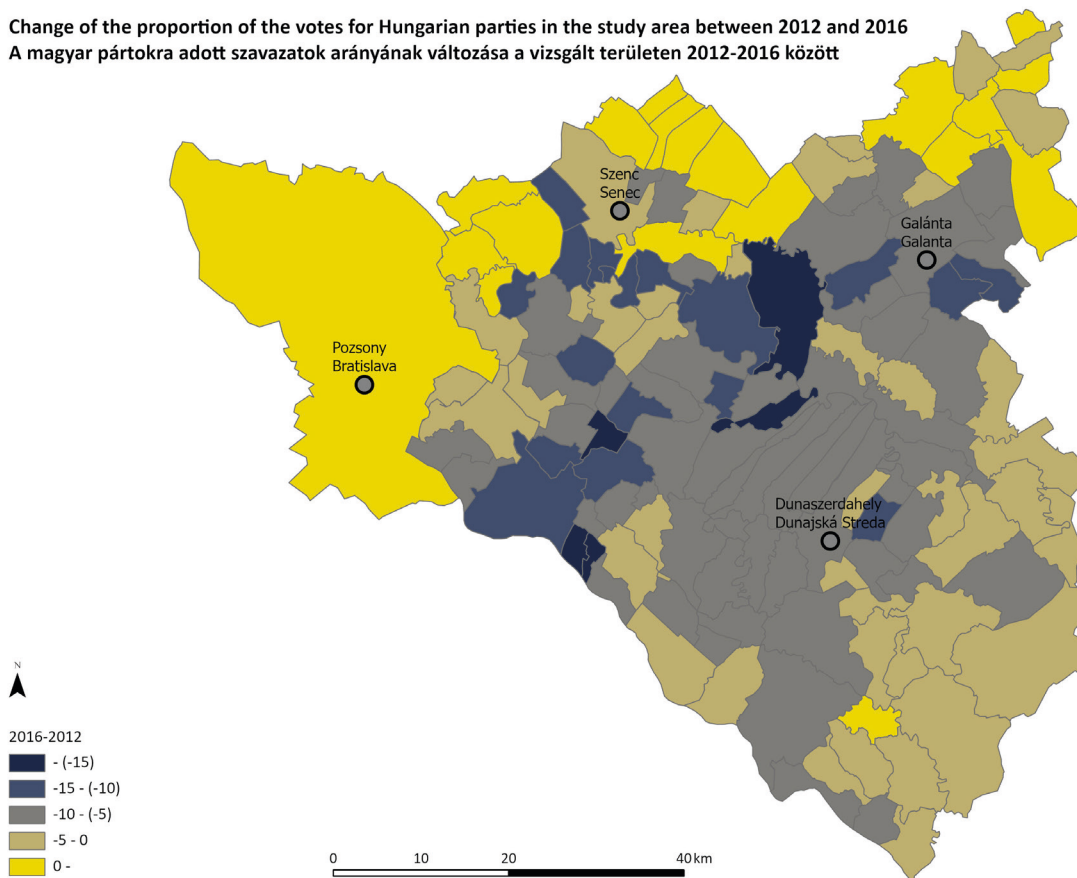 Change of the proportion of the votes for Hungarian parties in the study area between 2012 and 2016
A magyar pártokra adott szavazatok arányának változása a vizsgált területen 2012-2016 között
Szenc
Senec
Galánta
Galanta
Pozsony
Bratislava
Dunaszerdahely
Dunajská Streda
N
2016-2012
- (-15)
-15 - (-10)
-10 - (-5)
-5 - 0
0 -
0 10 20 40 km